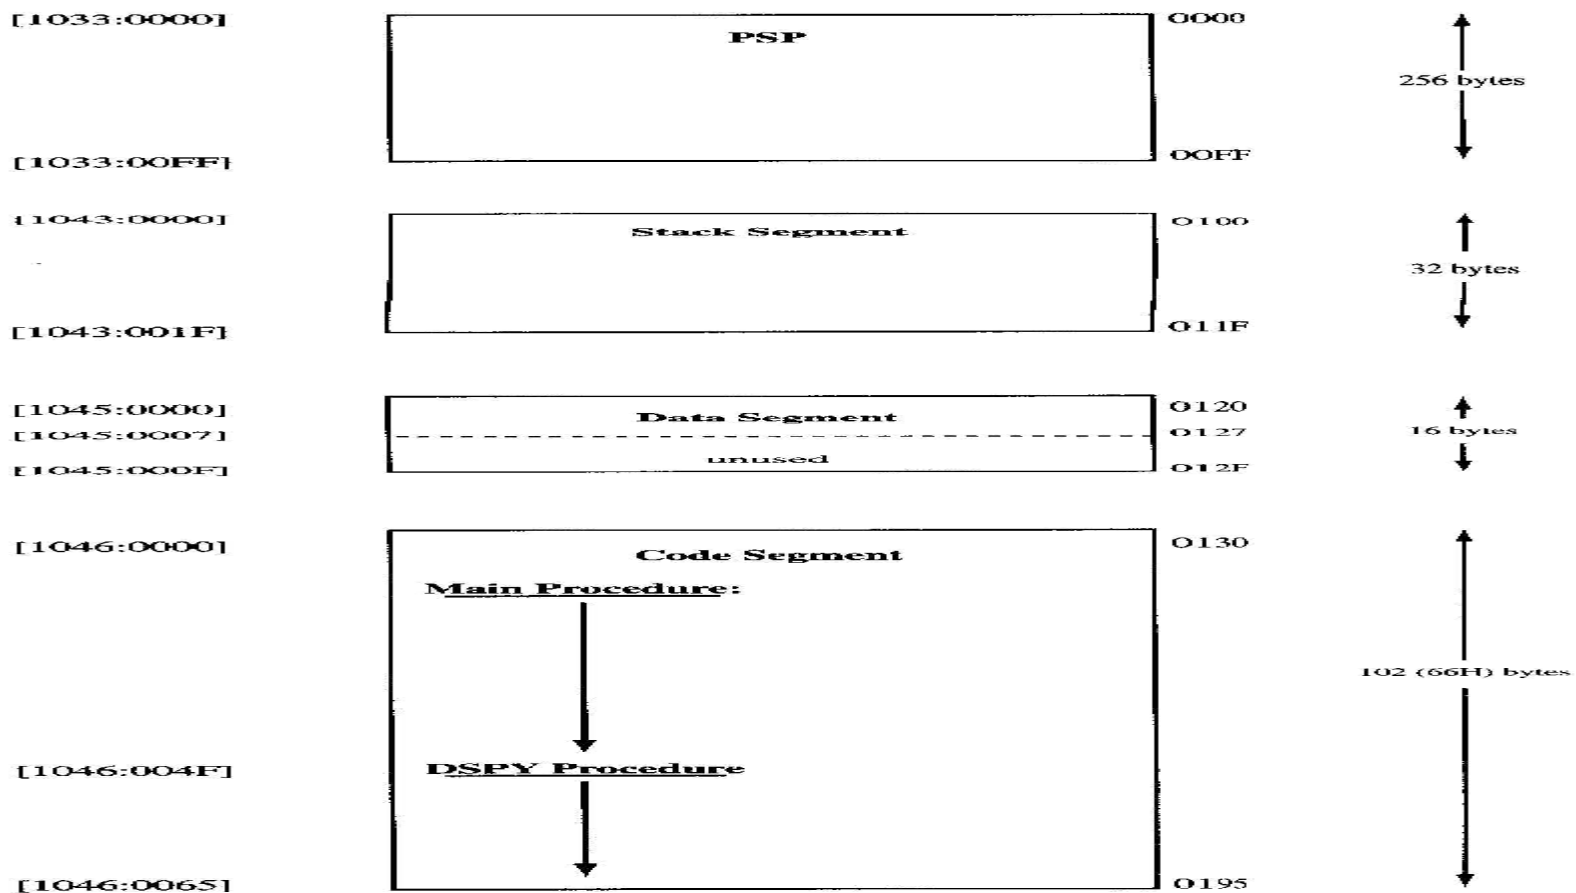 [1033:0000]
PSP
0000
256 bytes
[1033:00FF]
00FF
[1043:0000]
Stack Segment
0100
32 bytes
[1043:001F]
011F
[1045:0000]
Data Segment
0120
[1045:0007]
0127
16 bytes
unused
[1045:000F]
012F
[1046:0000]
Code Segment
0130
Main Procedure:
102 (66H) bytes
[1046:004F]
DSPY Procedure
[1046:0065]
0195